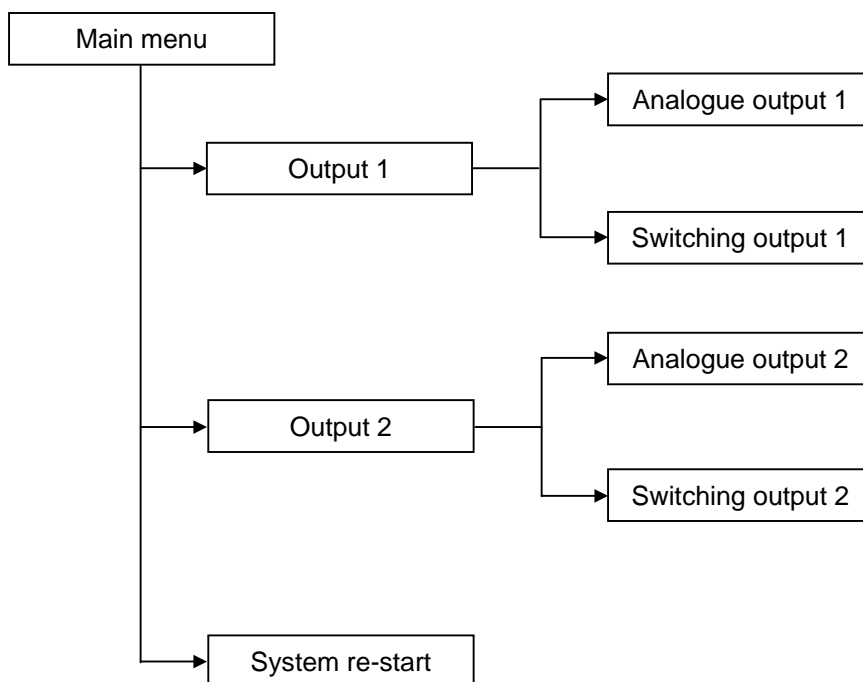 Main menu
Analogue output 1
Output 1
Switching output 1
Analogue output 2
Output 2
Switching output 2
System re-start